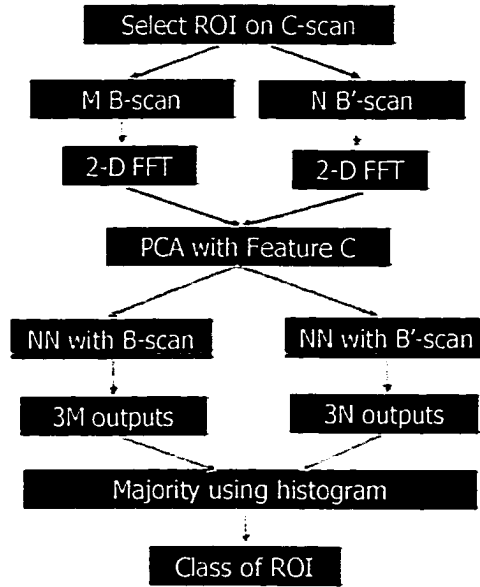 Select ROI on C-scan
M B-scan
N B'-scan
2-D FFT
2-D FFT
PCA with Feature C
NN with B-scan
NN with B'-scan
3M outputs
3N outputs
Majority using histogram
Class of ROI